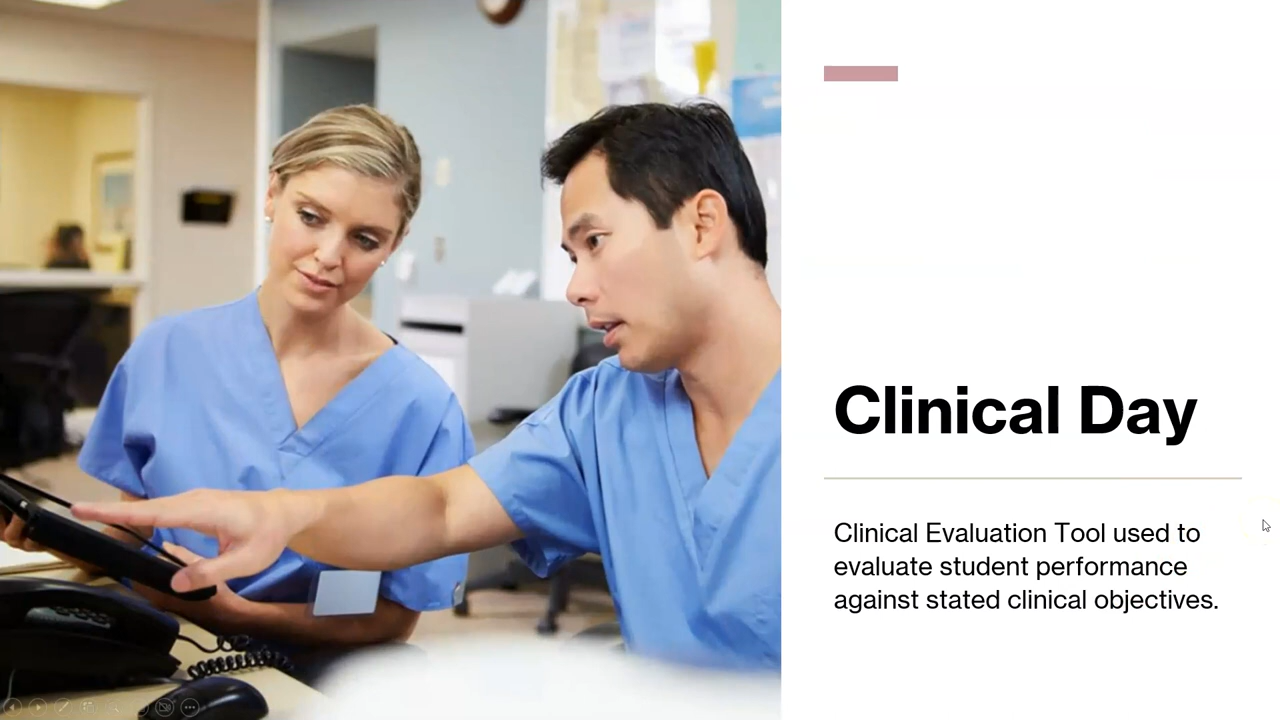 Clinical Day
Clinical Evaluation Tool used to
evaluate student performance
against stated clinical objectives.